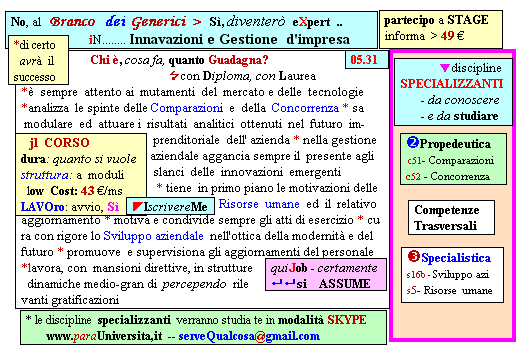 No, al Branco dei Generici > Sì, diventerò eXpert ..
iN........ Innovazioni e Gestione d'impresa
partecipo a STAGE
informa > 49 €
*di certo
avrà il
successo
Chi è, cosa fa, quanto Guadagna?
05.31
con Diploma, con Laurea
*è sempre attento ai mutamenti del mercato e delle tecnologie
*analizza le spinte delle Comparazioni e della Concorrenza * sa
modulare ed attuare i risultati analitici ottenuti nel futuro im-
prenditoriale dell' azienda * nella gestione
aziendale aggancia sempre il presente agli
slanci delle innovazioni emergenti
* tiene in primo piano le motivazioni delle
Risorse umane ed il relativo
aggiornamento * motiva e condivide sempre gli atti di esercizio * cu
ra con rigore lo Sviluppo aziendale nell'ottica della modernità e del
futuro * promuove e supervisiona gli aggiornamenti del personale
*lavora, con mansioni direttive, in strutture
dinamiche medio-gran di percependo rile
vanti gratificazioni
jl CORSO
dura: quanto si vuole
struttura: a moduli
low Cost: 43 €/ms
LAVOro: avvio, Sì
IscrivereMe
quiJob - certamente
si ASSUME
discipline
SPECIALIZZANTI
- da conoscere
- e da studiare
2Propedeutica
c51- Comparazioni
c52 - Concorrenza
Competenze
Trasversali
3Specialistica
s16b - Sviluppo azi
s5- Risorse umane
* le discipline specializzanti verranno studia te in modalità SKYPE
www.paraUniversita,it -- serveQualcosa@gmail.com